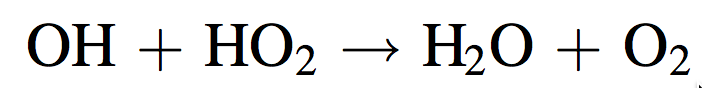 OH + HO₂ → H₂O + O₂